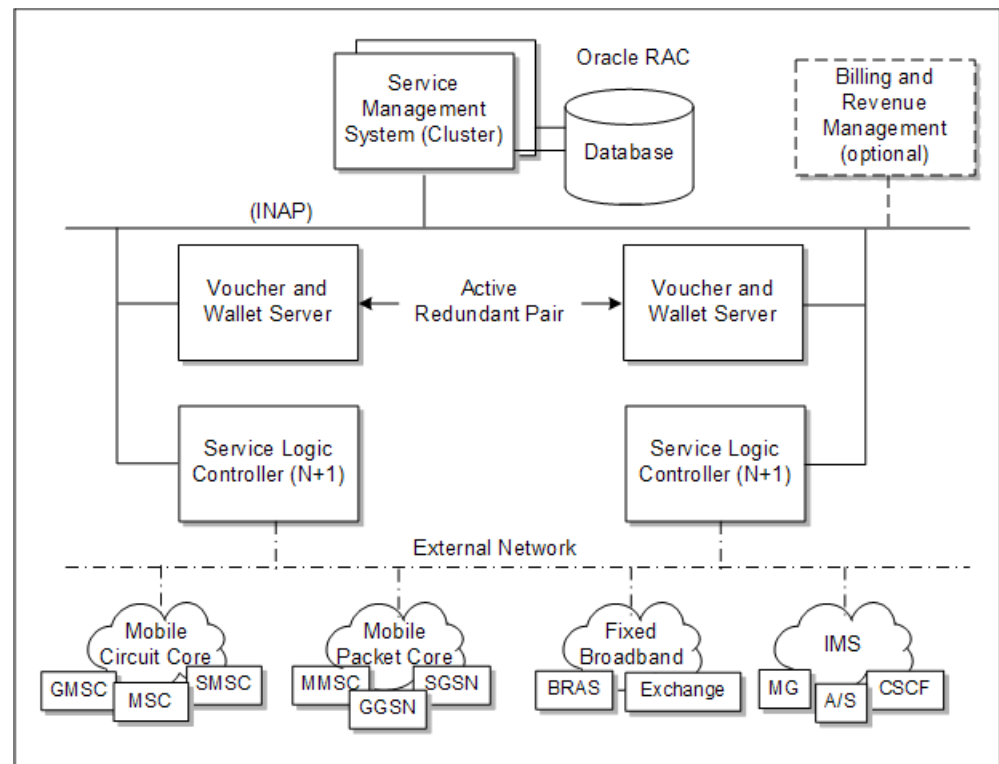 Oracle RAC
Service
Management
System (Cluster)
Database
Billing and
Revenue
Management
(optional)
(INAP)
Voucher and
Wallet Server
Active
Redundant Pair
Voucher and
Wallet Server
Service Logic
Controller (N+1)
Service Logic
Controller (N+1)
External Network
Mobile
Circuit Core
GMSC
MSC
SMSC
Mobile
Packet Core
MMSC
GGSN
SGSN
Fixed
Broadband
BRAS
Exchange
IMS
MG
A/S
CSCF